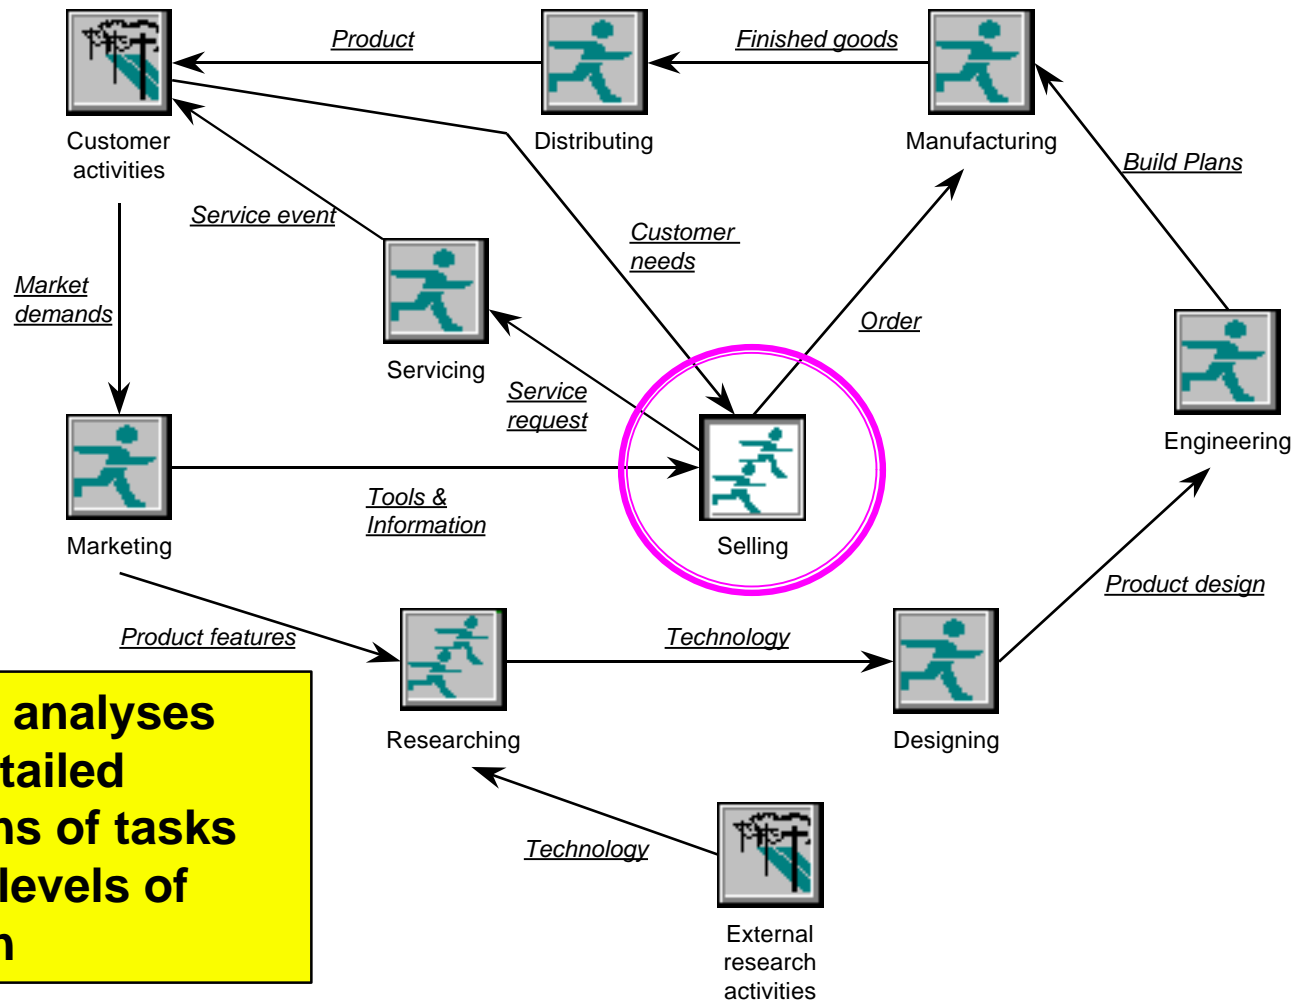 Product
Finished goods
Customer
activities
Distributing
Manufacturing
Build Plans
Service event
Customer
needs
Market
demands
Order
Servicing
Service
request
Engineering
Tools &
Information
Marketing
Selling
Product design
Product features
Technology
analyses
tailed
Researching
Designing
ns of tasks
levels of
Technology
n
External
research
activities